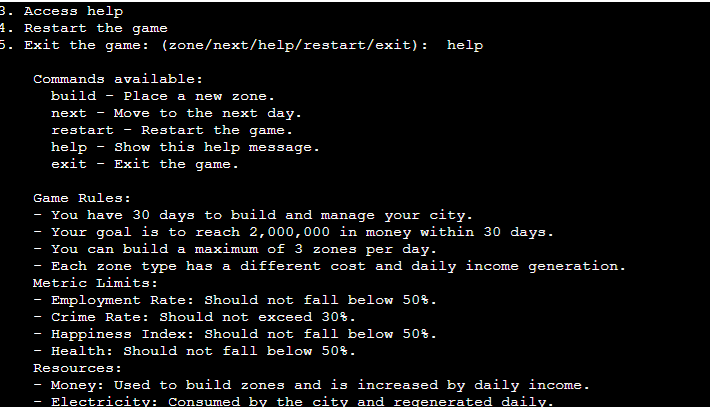 3. Access help
4. Restart the game
5. Exit the game: (zone/next/help/restart/exit):  help
Commands available:
build - Place a new zone.
next - Move to the next day.
restart - Restart the game.
help - Show this help message.
exit - Exit the game.
Game Rules:
- You have 30 days to build and manage your city.
- Your goal is to reach 2,000,000 in money within 30 days.
- You can build a maximum of 3 zones per day.
- Each zone type has a different cost and daily income generation.
Metric Limits:
- Employment Rate: Should not fall below 50%.
- Crime Rate: Should not exceed 30%.
- Happiness Index: Should not fall below 50%.
- Health: Should not fall below 50%.
Resources:
- Money: Used to build zones and is increased by daily income.
- Electricity: Consumed by the city and regenerated daily.